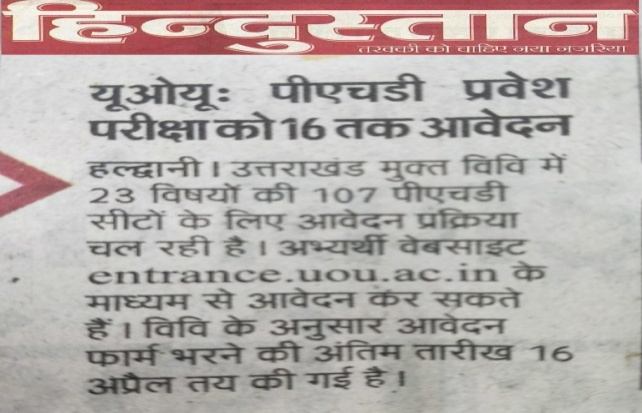 हिन्दुस्तान
तरक्की को चाहिए नया नजरिया
यूओयू: पीएचडी प्रवेश
परीक्षा को 16 तक आवेदन
हल्द्वानी। उत्तराखंड मुक्त विवि में
23 विषयों की 107 पीएचडी
सीटों के लिए आवेदन प्रक्रिया
चल रही है। अभ्यर्थी वेबसाइट
entrance.uou.ac.in के
माध्यम से आवेदन कर सकते
हैं। विवि के अनुसार आवेदन
फार्म भरने की अंतिम तारीख 16
अप्रैल तय की गई है।